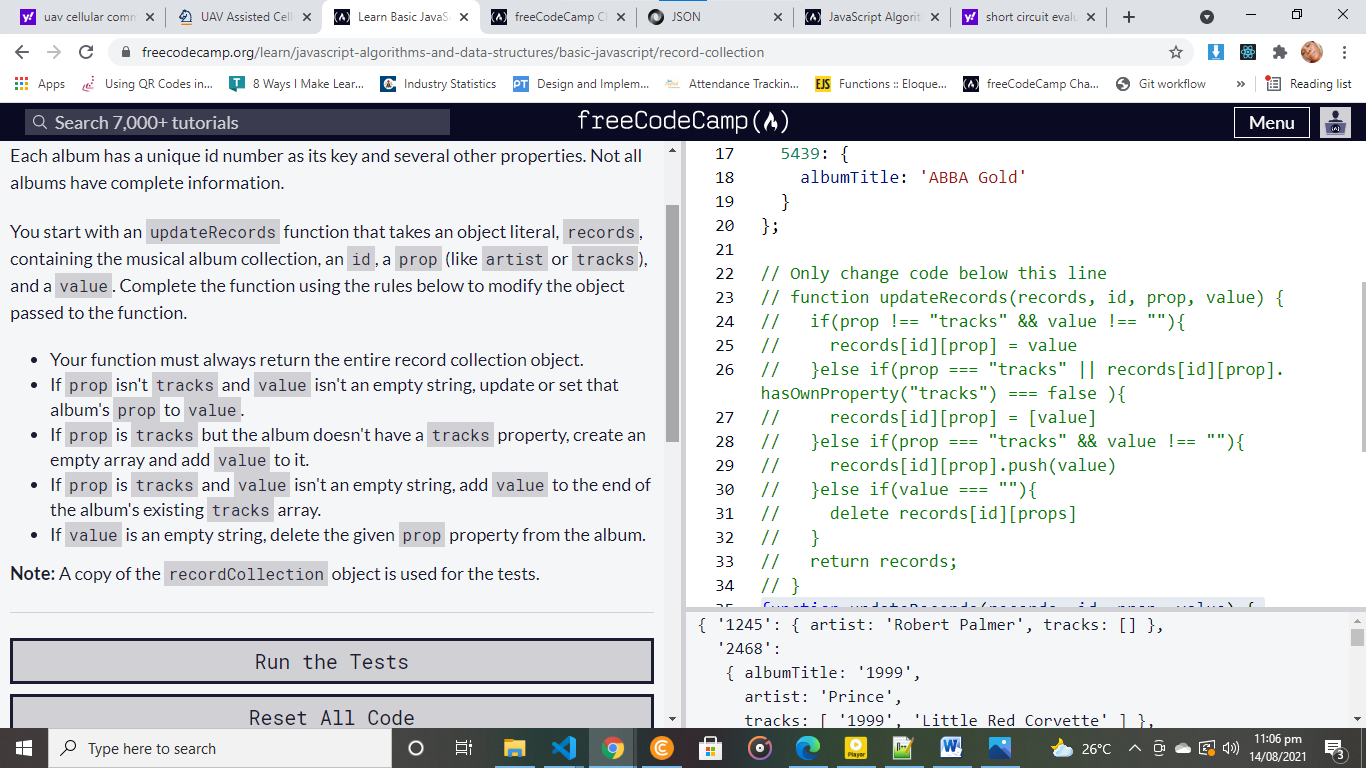 uav cellular comm
UAV Assisted Cell
Learn Basic JavaS
freeCodeCamp C
JSON
JavaScript Algorit
short circuit evalu
freecodecamp.org/learn/javascript-algorithms-and-data-structures/basic-javascript/record-collection
Apps
Using QR Codes in...
8 Ways I Make Lear...
Industry Statistics
PT
Design and Implem...
Attendance Trackin...
EJS
Functions :: Eloque...
freeCodeCamp Cha...
Git workflow
»
Reading list
Search 7,000+ tutorials
freeCodeCamp
Menu
Each album has a unique id number as its key and several other properties. Not all
albums have complete information.
You start with an updateRecords function that takes an object literal, records,
containing the musical album collection, an id, a prop (like artist or tracks),
and a value. Complete the function using the rules below to modify the object
passed to the function.
• Your function must always return the entire record collection object.
• If prop isn't tracks and value isn't an empty string, update or set that
album's prop to value.
• If prop is tracks but the album doesn't have a tracks property, create an
empty array and add value to it.
• If prop is tracks and value isn't an empty string, add value to the end of
the album's existing tracks array.
• If value is an empty string, delete the given prop property from the album.
Note: A copy of the recordCollection object is used for the tests.
Run the Tests
Reset All Code
17 5439: {
18 albumTitle: 'ABBA Gold'
19 }
20 };
21
22 // Only change code below this line
23 // function updateRecords(records, id, prop, value) {
24 // if(prop !== "tracks" && value !== ""){
25 // records[id][prop] = value
26 // }else if(prop === "tracks" || records[id][prop].
hasOwnProperty("tracks") === false ){
27 // records[id][prop] = [value]
28 // }else if(prop === "tracks" && value !== ""){
29 // records[id][prop].push(value)
30 // }else if(value === ""){
31 // delete records[id][props]
32 // }
33 // return records;
34 // }
35 function updateRecords(records, id, prop, value) {
{ '1245': { artist: 'Robert Palmer', tracks: [] },
'2468':
{ albumTitle: '1999',
artist: 'Prince',
tracks: [ '1999', 'Little Red Corvette' ] },
Type here to search
Player
26°C
11:06 pm
14/08/2021
3